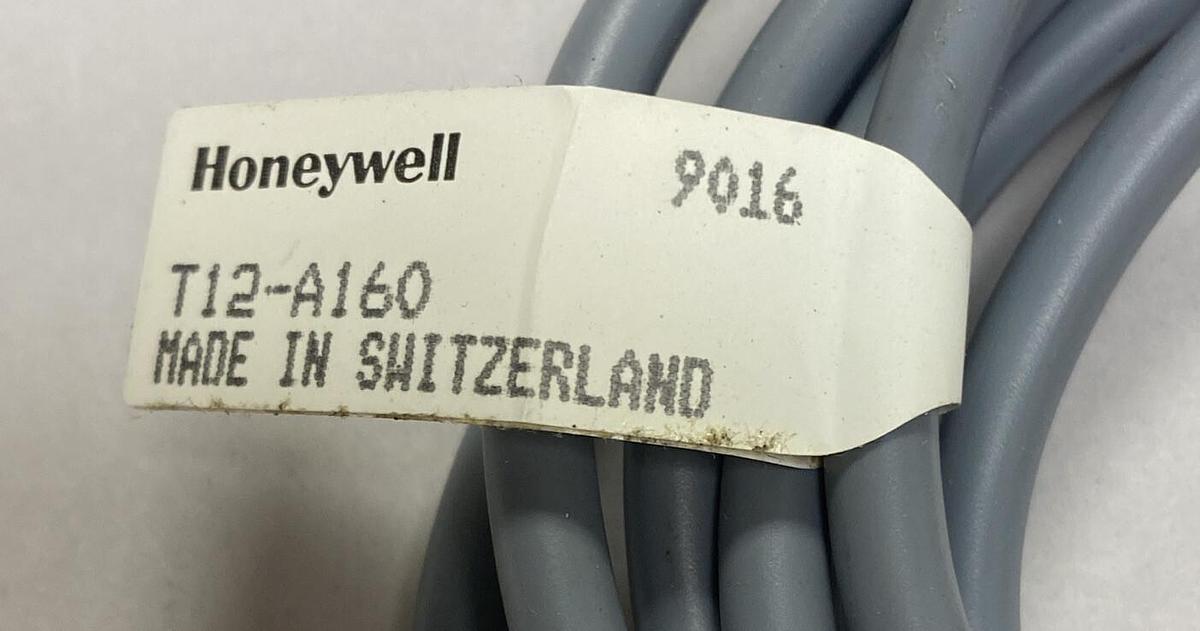 Honeywell 9016
T12-A160
MADE IN SWITZERLAND